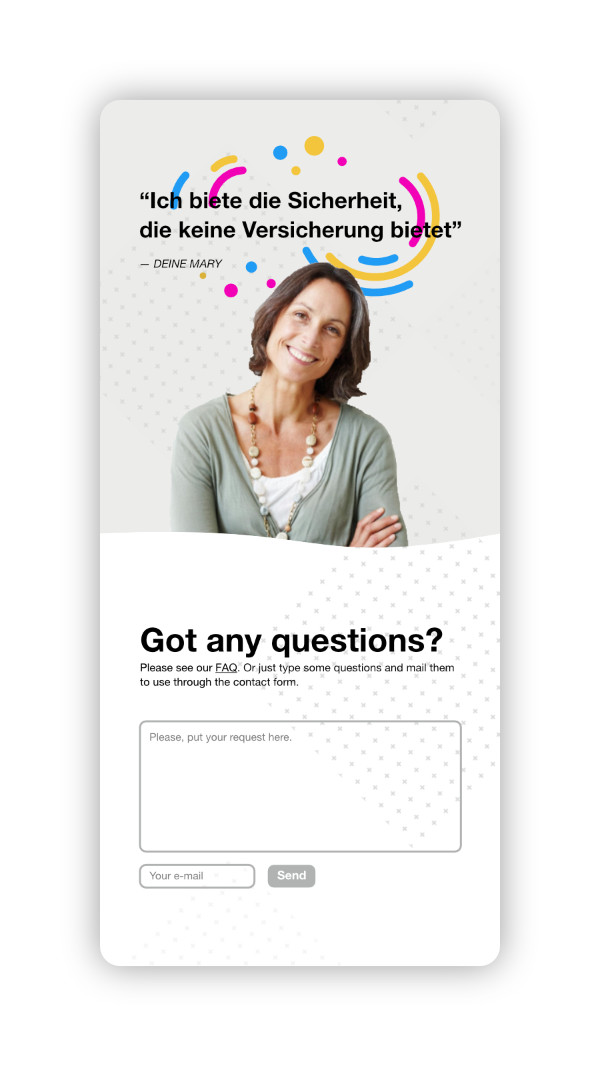 “Ich biete die Sicherheit,
die keine Versicherung bietet”
— DEINE MARY
Got any questions?
Please see our FAQ. Or just type some questions and mail them
to use through the contact form.
Please, put your request here.
Your e-mail
Send